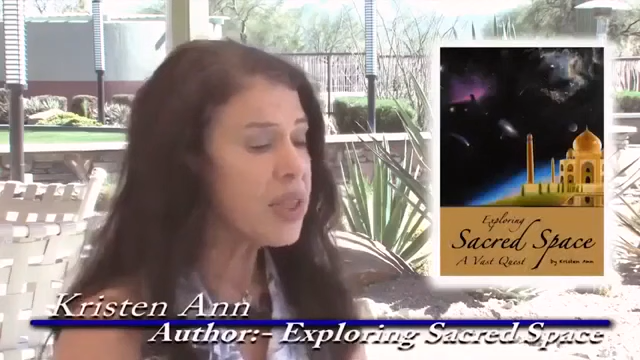 Exploring
Sacred Space
A Vast Quest by Kristen Ann
Kristen Ann
Author:- Exploring Sacred Space